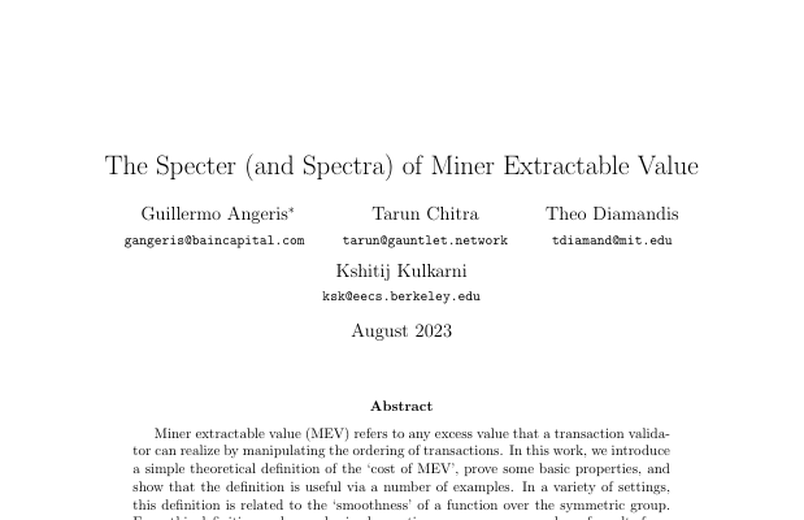 The Specter (and Spectra) of Miner Extractable Value
Guillermo Angeris* Tarun Chitra Theo Diamandis
gangeris@baincapital.com tarun@gauntlet.network tdiamand@mit.edu
Kshitij Kulkarni
ksk@eecs.berkeley.edu
August 2023
Abstract
Miner extractable value (MEV) refers to any excess value that a transaction valida-
tor can realize by manipulating the ordering of transactions. In this work, we introduce
a simple theoretical definition of the ‘cost of MEV’, prove some basic properties, and
show that the definition is useful via a number of examples. In a variety of settings,
this definition is related to the ‘smoothness’ of a function over the symmetric group.